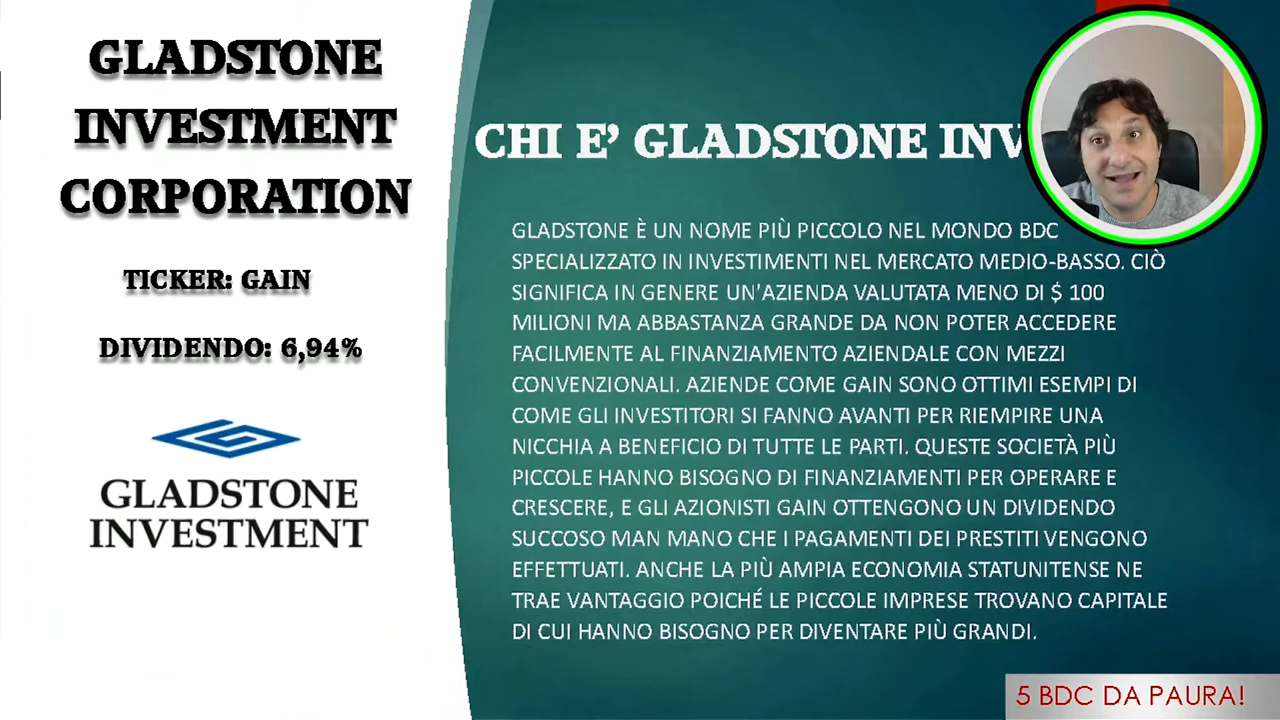 GLADSTONE
INVESTMENT
CORPORATION
TICKER: GAIN
DIVIDENDO: 6,94%
GLADSTONE
INVESTMENT
CHI E’ GLADSTONE
GLADSTONE È UN NOME PIÙ PICCOLO NEL MONDO BDC
SPECIALIZZATO IN INVESTIMENTI NEL MERCATO MEDIO-BASSO. CIÒ
SIGNIFICA IN GENERE UN'AZIENDA VALUTATA MENO DI $ 100
MILIONI MA ABBASTANZA GRANDE DA NON POTER ACCEDERE
FACILMENTE AL FINANZIAMENTO AZIENDALE CON MEZZI
CONVENZIONALI. AZIENDE COME GAIN SONO OTTIMI ESEMPI DI
COME GLI INVESTITORI SI FANNO AVANTI PER RIEMPIRE UNA
NICCHIA A BENEFICIO DI TUTTE LE PARTI. QUESTE SOCIETÀ PIÙ
PICCOLE HANNO BISOGNO DI FINANZIAMENTI PER OPERARE E
CRESCERE, E GLI AZIONISTI GAIN OTTENGONO UN DIVIDENDO
SUCCOSO MAN MANO CHE I PAGAMENTI DEI PRESTITI VENGONO
EFFETTUATI. ANCHE LA PIÙ AMPIA ECONOMIA STATUNITENSE NE
TRAE VANTAGGIO POICHÉ LE PICCOLE IMPRESE TROVANO CAPITALE
DI CUI HANNO BISOGNO PER DIVENTARE PIÙ GRANDI.
5 BDC DA PAURA!